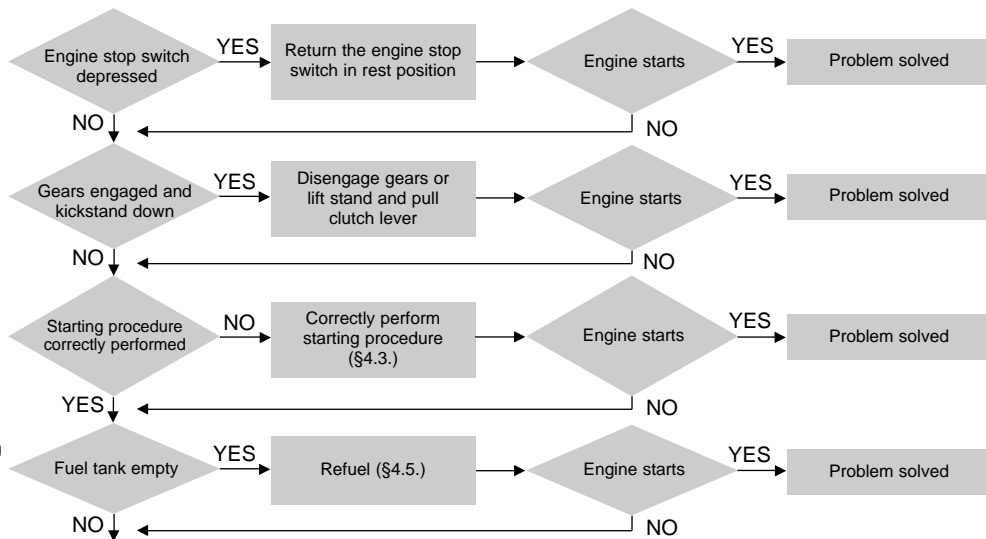 Engine stop switch
depressed
YES
Return the engine stop
switch in rest position
Engine starts
YES
Problem solved
NO
NO
Gears engaged and
kickstand down
YES
Disengage gears or
lift stand and pull
clutch lever
Engine starts
YES
Problem solved
NO
NO
Starting procedure
correctly performed
NO
Correctly perform
starting procedure
(§4.3.)
Engine starts
YES
Problem solved
YES
NO
Fuel tank empty
YES
Refuel (§4.5.)
Engine starts
YES
Problem solved
NO
NO